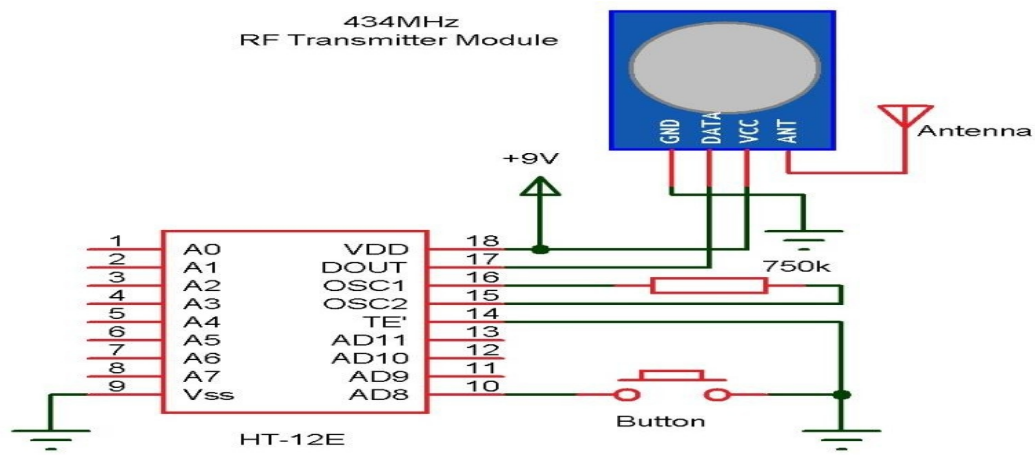 434MHz
RF Transmitter Module
GND DATA VCC ANT
Antenna
+9V
1 A0 VDD 18
2 A1 DOUT 17
750k
3 A2 OSC1 16
4 A3 OSC2 15
5 A4 TE' 14
6 A5 AD11 13
7 A6 AD10 12
8 A7 AD9 11
9 Vss AD8 10
Button
HT-12E